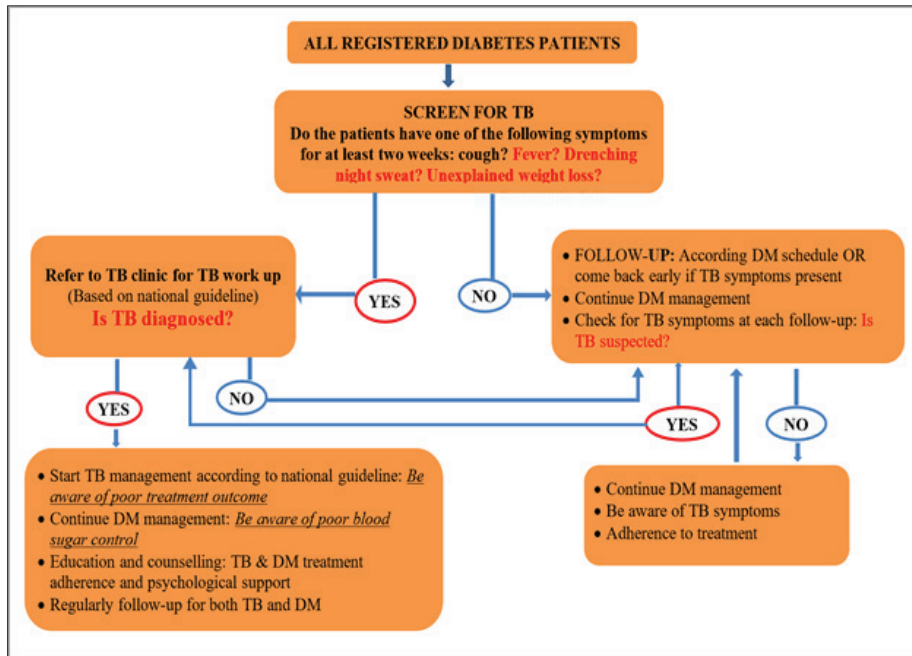 ALL REGISTERED DIABETES PATIENTS
SCREEN FOR TB
Do the patients have one of the following symptoms
for at least two weeks: cough? Fever? Drenching
night sweat? Unexplained weight loss?
Refer to TB clinic for TB work up
(Based on national guideline)
Is TB diagnosed?
YES
NO
• FOLLOW-UP: According DM schedule OR
come back early if TB symptoms present
• Continue DM management
• Check for TB symptoms at each follow-up: Is
TB suspected?
YES
NO
YES
NO
• Start TB management according to national guideline: Be
aware of poor treatment outcome
• Continue DM management: Be aware of poor blood
sugar control
• Education and counselling: TB & DM treatment
adherence and psychological support
• Regularly follow-up for both TB and DM
• Continue DM management
• Be aware of TB symptoms
• Adherence to treatment